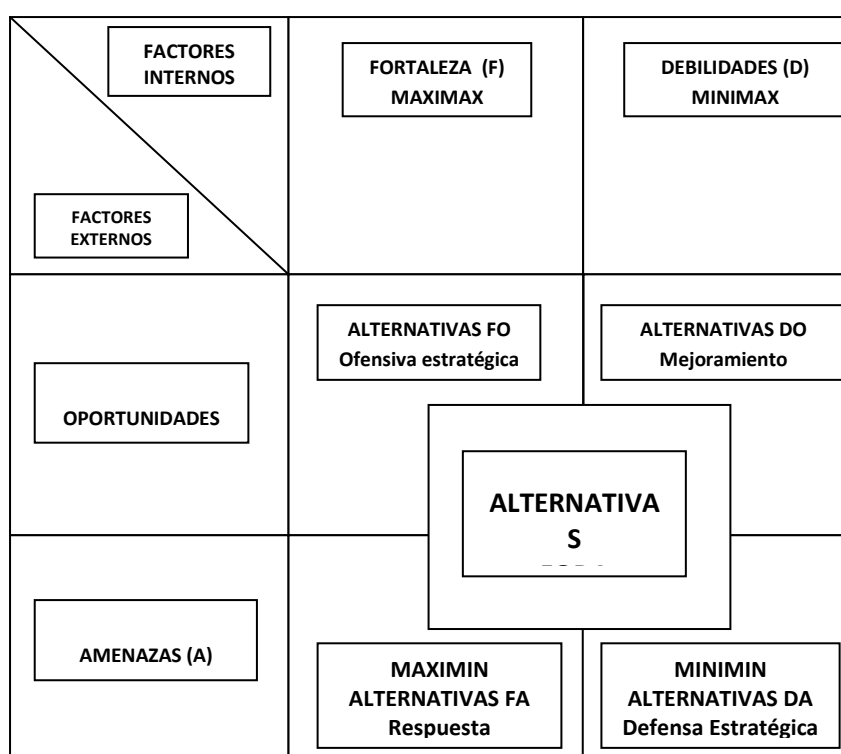 FACTORES
INTERNOS
FORTALEZA (F)
MAXIMAX
DEBILIDADES (D)
MINIMAX
FACTORES
EXTERNOS
ALTERNATIVAS FO
Ofensiva estratégica
ALTERNATIVAS DO
Mejoramiento
OPORTUNIDADES
ALTERNATIVA
S
AMENAZAS (A)
MAXIMIN
ALTERNATIVAS FA
Respuesta
MINIMIN
ALTERNATIVAS DA
Defensa Estratégica